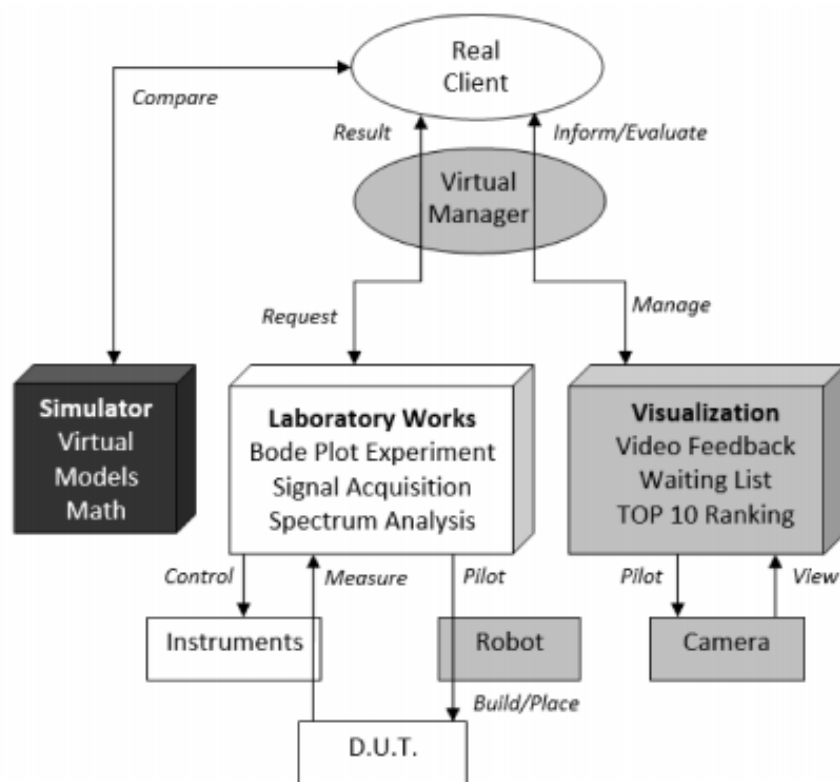 Real
Client
Compare
Result
Inform/Evaluate
Virtual
Manager
Request
Manage
Simulator
Virtual
Models
Math
Laboratory Works
Bode Plot Experiment
Signal Acquisition
Spectrum Analysis
Visualization
Video Feedback
Waiting List
TOP 10 Ranking
Control
Measure
Pilot
Pilot
View
Instruments
Robot
Camera
Build/Place
D.U.T.